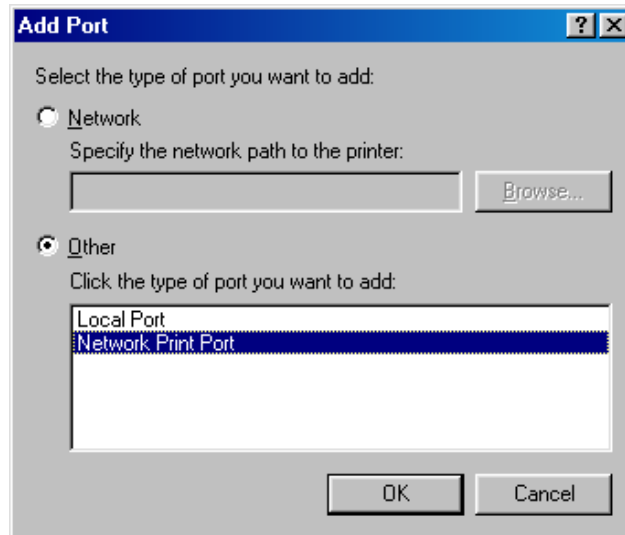 Add Port
Select the type of port you want to add:
Network
Specify the network path to the printer:
Browse...
Other
Click the type of port you want to add:
Local Port
Network Print Port
OK Cancel